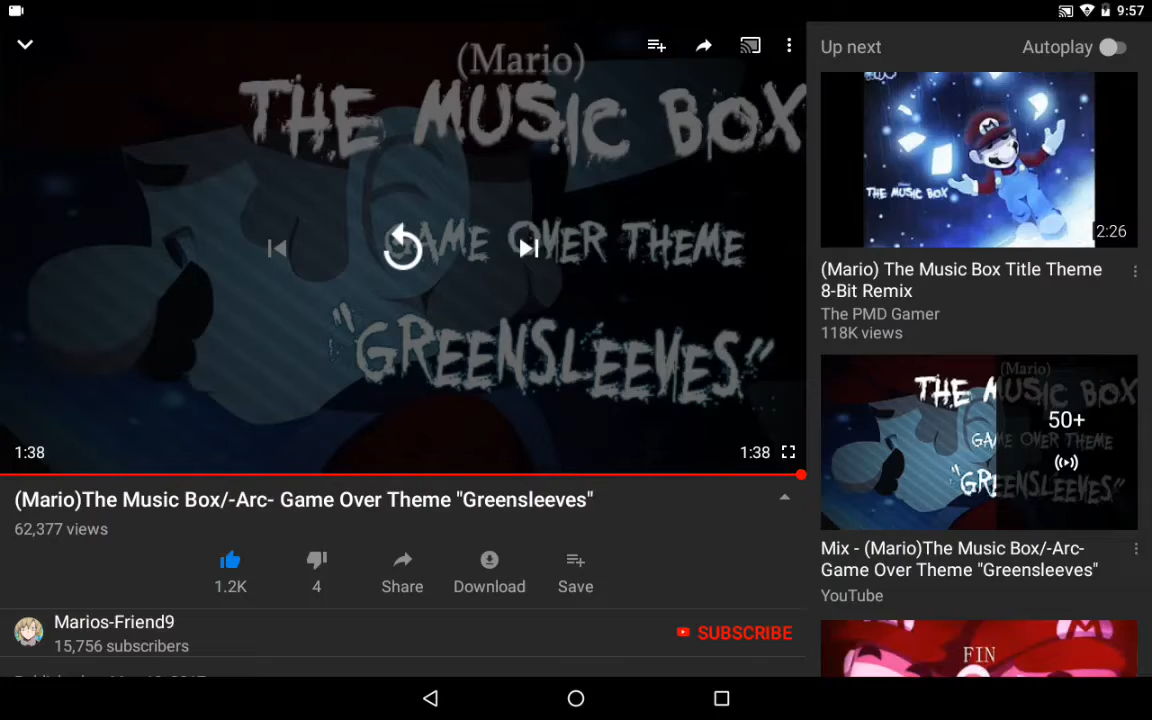 9:57
(Mario)
THE MUSIC BOX
GAME OVER THEME
"GREENSLEEVES"
1:38
1:38
(Mario)The Music Box/-Arc- Game Over Theme "Greensleeves"
62,377 views
1.2K
4
Share
Download
Save
Marios-Friend9
15,756 subscribers
SUBSCRIBE
Up next
Autoplay
THE MUSIC BOX
2:26
(Mario) The Music Box Title Theme
8-Bit Remix
The PMD Gamer
118K views
(Mario)
THE MUSIC BOX
50+
GAME OVER THEME
"GREENSLEEVES"
Mix - (Mario)The Music Box/-Arc-
Game Over Theme "Greensleeves"
YouTube
FIN